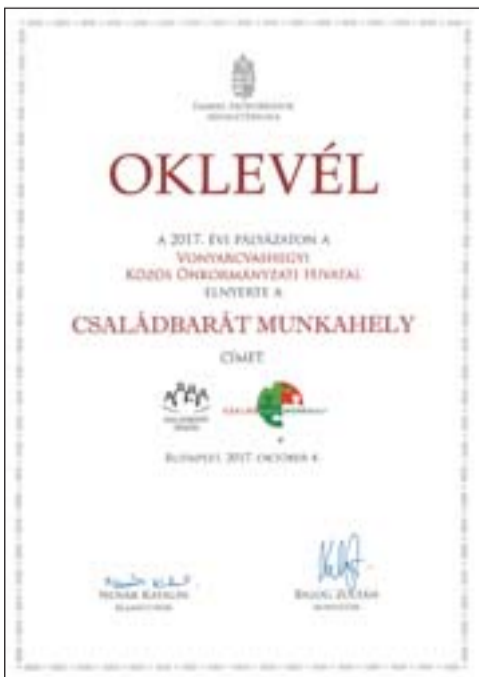 EMBERI ERŐFORRÁSOK
MINISZTÉRIUMA
OKLEVÉL
A 2017. ÉVI PÁLYÁZATON A
VONYARCVASHEGYI
KÖZÖS ÖNKORMÁNYZATI HIVATAL
ELNYERTE A
CSALÁDBARÁT MUNKAHELY
CÍMET
BUDAPEST, 2017. OKTÓBER 4.
NOVÁK KATALIN
BALOG ZOLTÁN